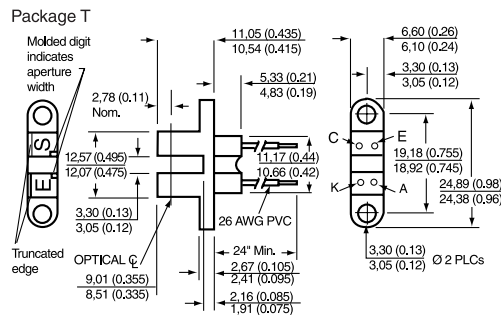 Package T
Molded digit
indicates
aperture
width
11,05 (0.435)
10,54 (0.415)
6,60 (0.26)
6,10 (0.24)
2,78 (0.11)
Nom.
5,33 (0.21)
4,83 (0.19)
3,30 (0.13)
3,05 (0.12)
S
E
12,57 (0.495)
12,07 (0.475)
11,17 (0.44)
10,66 (0.42)
C
E
K
A
19,18 (0.755)
18,92 (0.745)
24,89 (0.98)
24,38 (0.96)
3,30 (0.13)
3,05 (0.12)
26 AWG PVC
Truncated
edge
OPTICAL ℄
24" Min.
9,01 (0.355)
8,51 (0.335)
2,67 (0.105)
2,41 (0.095)
2,16 (0.085)
1,91 (0.075)
3,30 (0.13)
3,05 (0.12)
Ø 2 PLCs